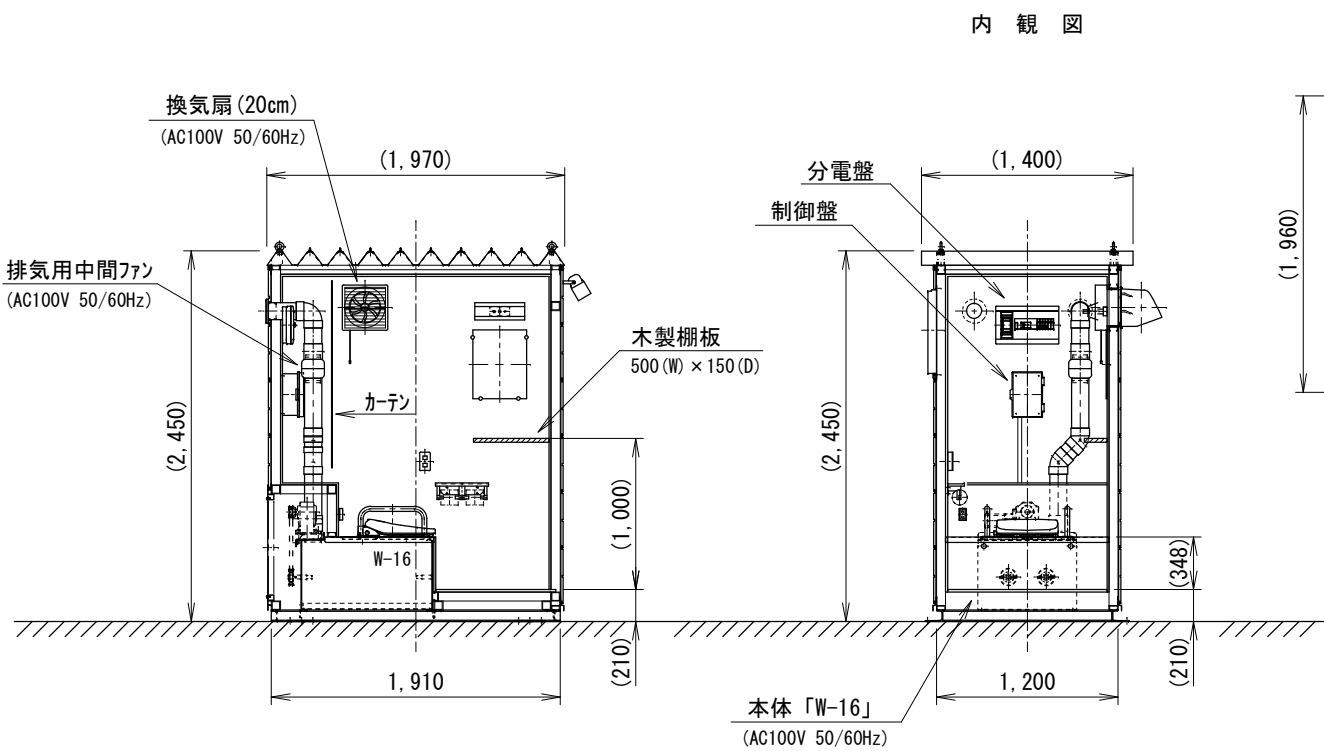 内 観 図
換気扇(20cm)
(AC100V 50/60Hz)
(1,970)
(1,400)
分電盤
制御盤
(1,960)
排気用中間ファン
(AC100V 50/60Hz)
木製棚板
500(W)×150(D)
カーテン
(2,450)
(2,450)
(1,000)
W-16
(348)
(210)
(210)
1,910
1,200
本体「W-16」
(AC100V 50/60Hz)